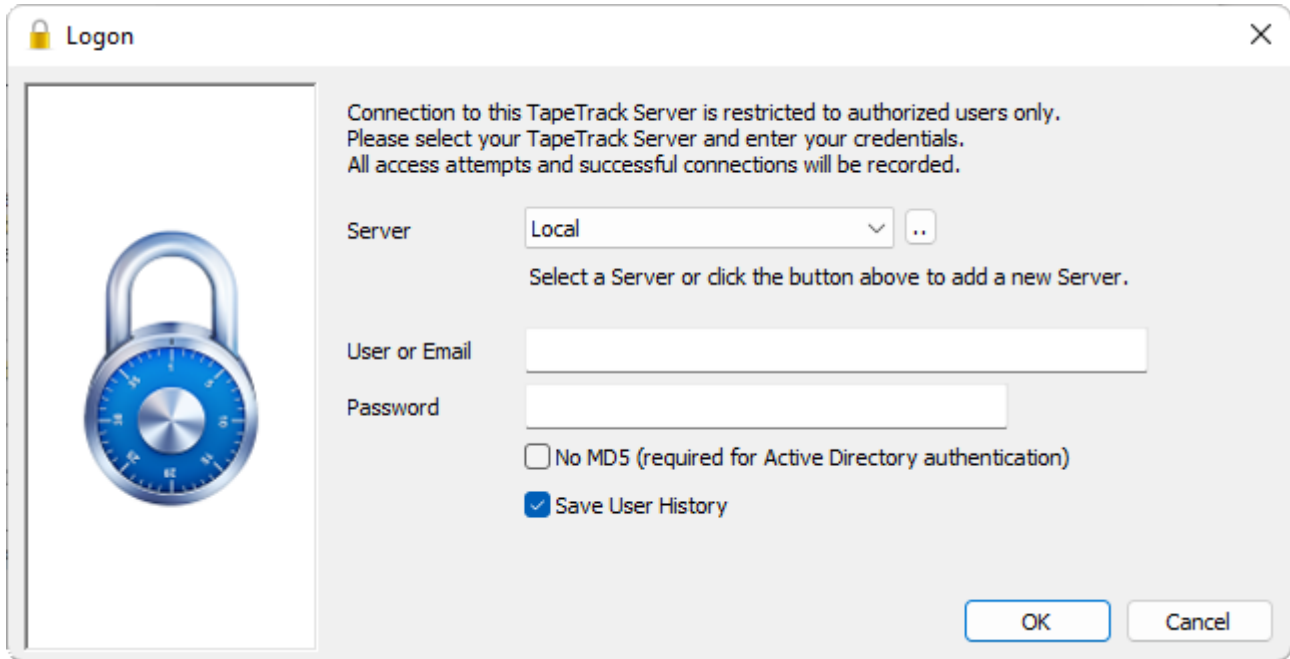 Logon
Connection to this TapeTrack Server is restricted to authorized users only.
Please select your TapeTrack Server and enter your credentials.
All access attempts and successful connections will be recorded.
Server
Local
..
Select a Server or click the button above to add a new Server.
User or Email
Password
No MD5 (required for Active Directory authentication)
Save User History
OK
Cancel